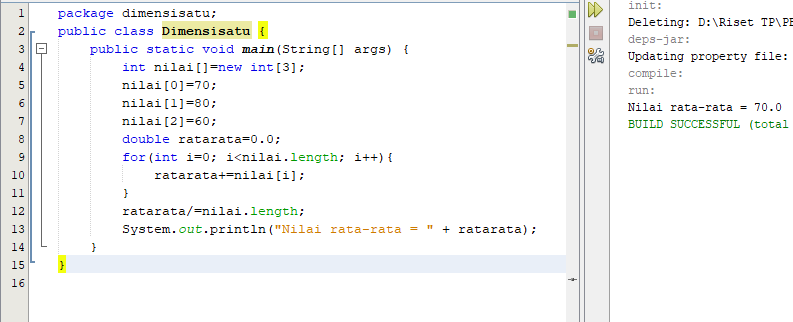 1 package dimensisatu;
2 public class Dimensisatu {
3 public static void main(String[] args) {
4 int nilai[]=new int[3];
5 nilai[0]=70;
6 nilai[1]=80;
7 nilai[2]=60;
8 double ratarata=0.0;
9 for(int i=0; i<nilai.length; i++){
10 ratarata+=nilai[i];
11 }
12 ratarata/=nilai.length;
13 System.out.println("Nilai rata-rata = " + ratarata);
14 }
15 }
16
init:
Deleting: D:\Riset TP\PB
deps-jar:
Updating property file:
compile:
run:
Nilai rata-rata = 70.0
BUILD SUCCESSFUL (total